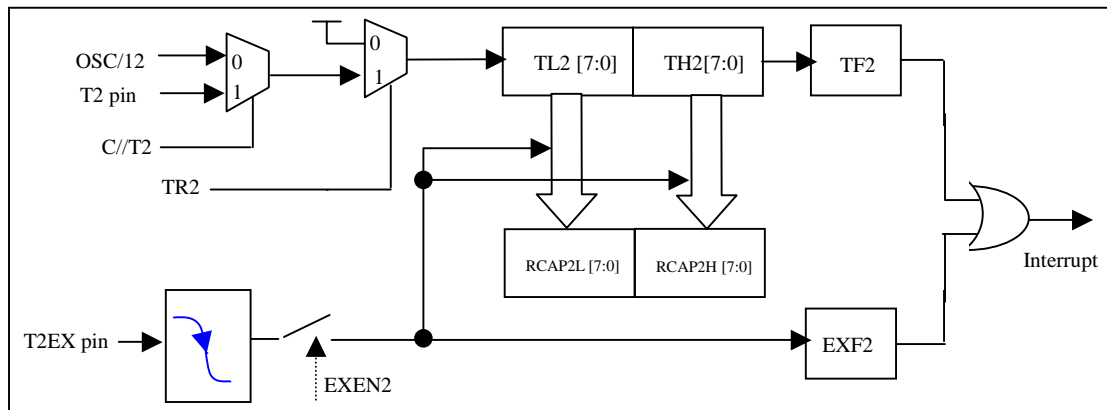 OSC/12
0
T2 pin
1
C//T2
0
1
TR2
TL2 [7:0]
TH2[7:0]
TF2
RCAP2L [7:0]
RCAP2H [7:0]
Interrupt
T2EX pin
EXEN2
EXF2